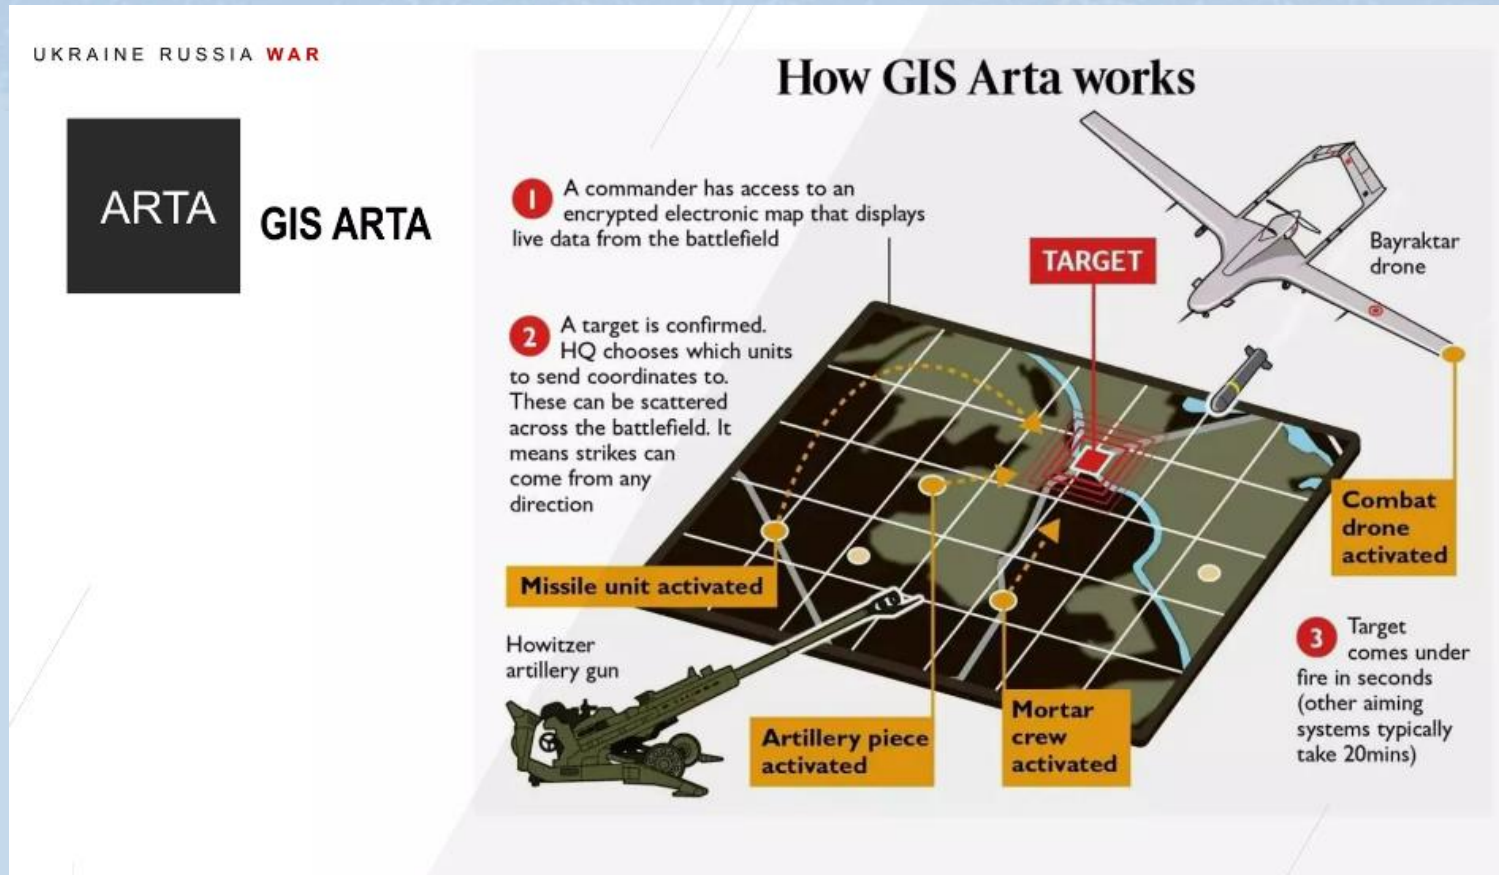 UKRAINE RUSSIA WAR
ARTA
GIS ARTA
How GIS Arta works
1 A commander has access to an
encrypted electronic map that displays
live data from the battlefield
2 A target is confirmed.
HQ chooses which units
to send coordinates to.
These can be scattered
across the battlefield. It
means strikes can
come from any
direction
TARGET
Bayraktar
drone
Combat
drone
activated
Missile unit activated
Howitzer
artillery gun
Artillery piece
activated
Mortar
crew
activated
3 Target
comes under
fire in seconds
(other aiming
systems typically
take 20mins)